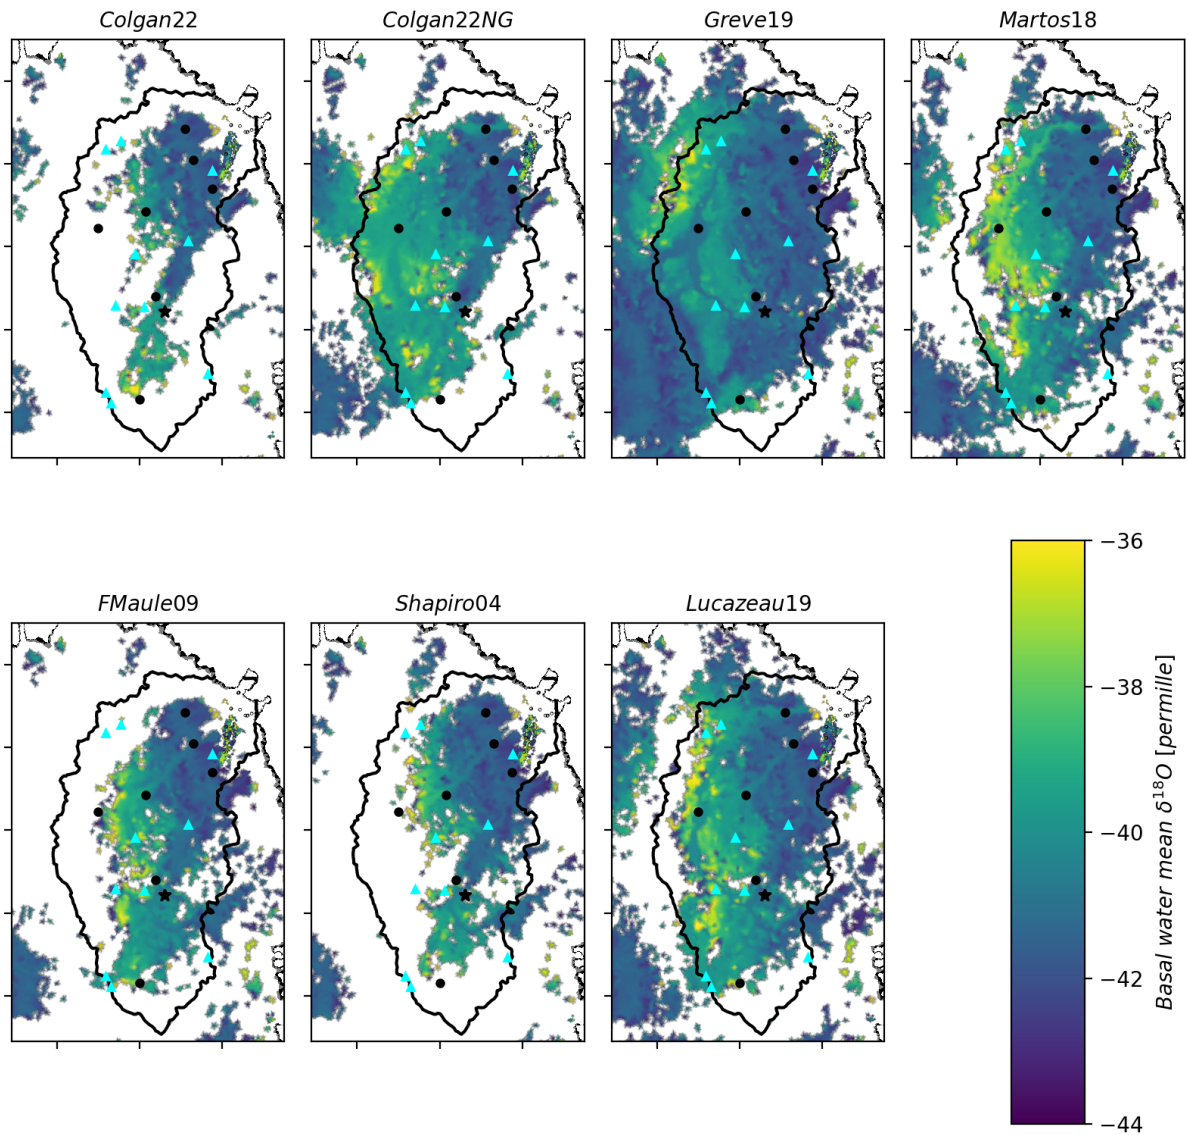 Colgan22
Colgan22NG
Greve19
Martos18
FMaule09
Shapiro04
Lucazeau19
−36
−38
−40
−42
−44
Basal water mean δ¹⁸O [permille]